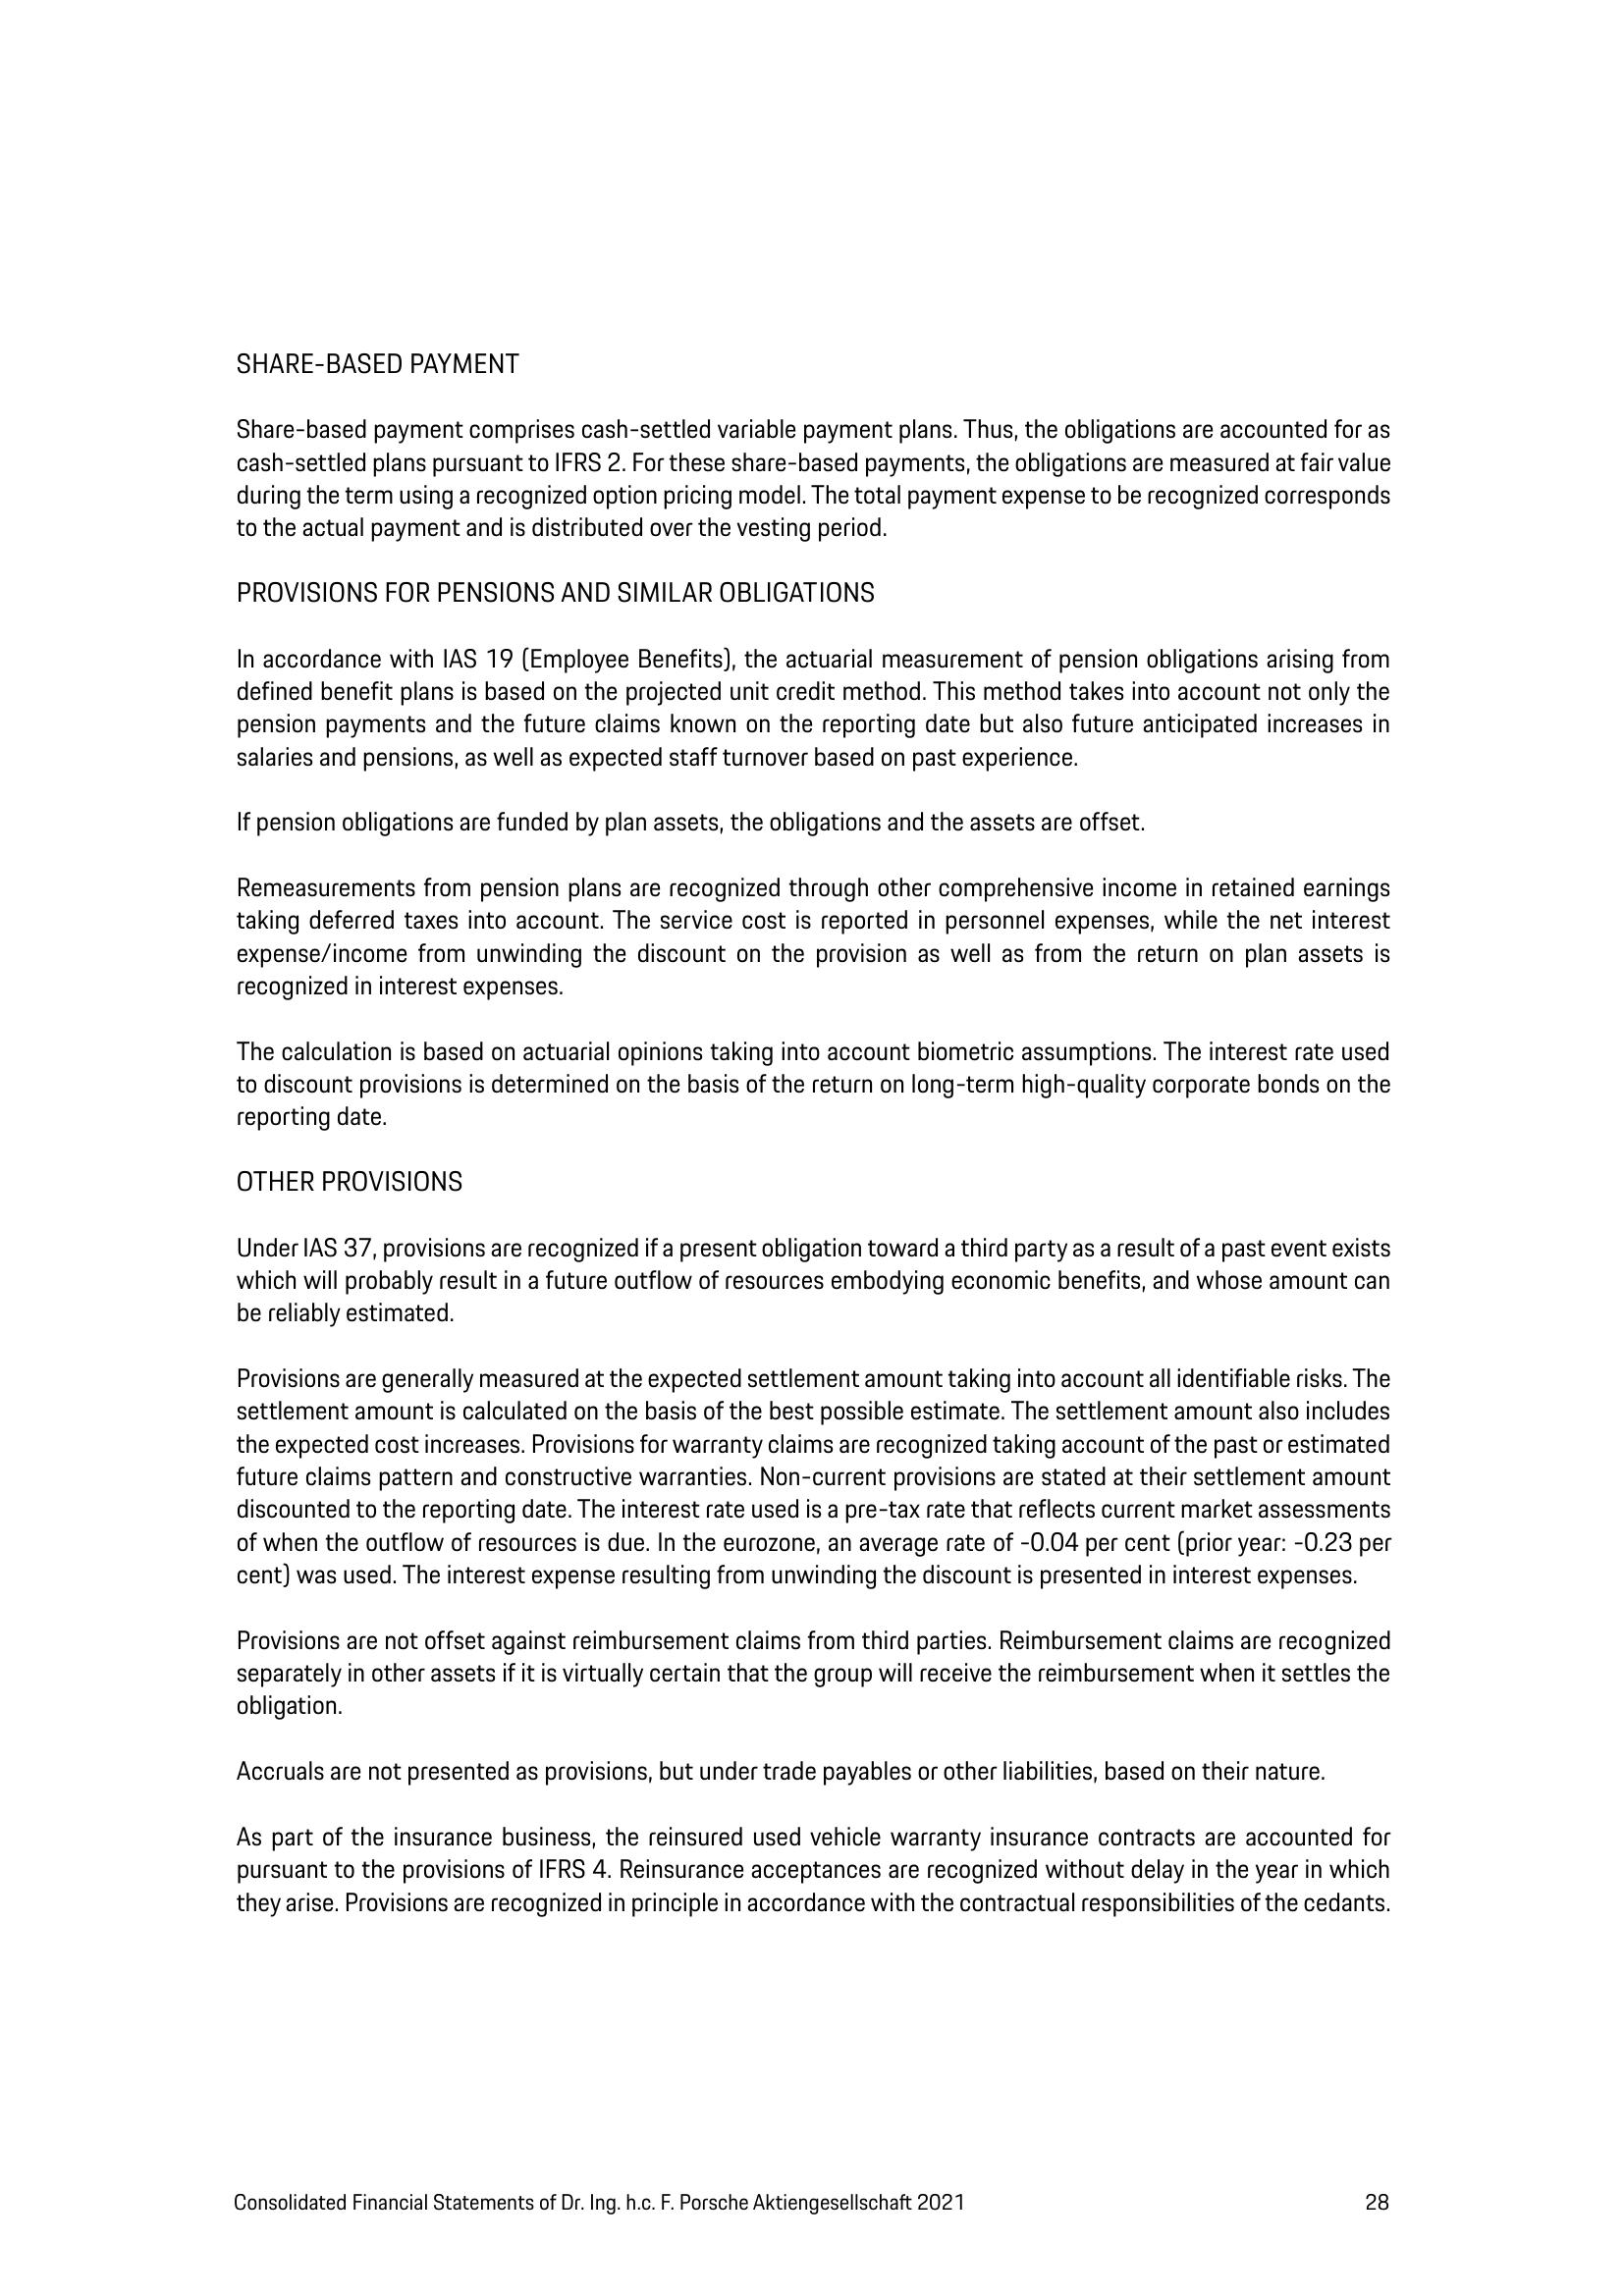 SHARE-BASED PAYMENT
Share-based payment comprises cash-settled variable payment plans. Thus, the obligations are accounted for as
cash-settled plans pursuant to IFRS 2. For these share-based payments, the obligations are measured at fair value
during the term using a recognized option pricing model. The total payment expense to be recognized corresponds
to the actual payment and is distributed over the vesting period.
PROVISIONS FOR PENSIONS AND SIMILAR OBLIGATIONS
In accordance with IAS 19 (Employee Benefits), the actuarial measurement of pension obligations arising from
defined benefit plans is based on the projected unit credit method. This method takes into account not only the
pension payments and the future claims known on the reporting date but also future anticipated increases in
salaries and pensions, as well as expected staff turnover based on past experience.
If pension obligations are funded by plan assets, the obligations and the assets are offset.
Remeasurements from pension plans are recognized through other comprehensive income in retained earnings
taking deferred taxes into account. The service cost is reported in personnel expenses, while the net interest
expense/income from unwinding the discount on the provision as well as from the return on plan assets is
recognized in interest expenses.
The calculation is based on actuarial opinions taking into account biometric assumptions. The interest rate used
to discount provisions is determined on the basis of the return on long-term high-quality corporate bonds on the
reporting date.
OTHER PROVISIONS
Under IAS 37, provisions are recognized if a present obligation toward a third party as a result of a past event exists
which will probably result in a future outflow of resources embodying economic benefits, and whose amount can
be reliably estimated.
Provisions are generally measured at the expected settlement amount taking into account all identifiable risks. The
settlement amount is calculated on the basis of the best possible estimate. The settlement amount also includes
the expected cost increases. Provisions for warranty claims are recognized taking account of the past or estimated
future claims pattern and constructive warranties. Non-current provisions are stated at their settlement amount
discounted to the reporting date. The interest rate used is a pre-tax rate that reflects current market assessments
of when the outflow of resources is due. In the eurozone, an average rate of -0.04 per cent (prior year: -0.23 per
cent) was used. The interest expense resulting from unwinding the discount is presented in interest expenses.
Provisions are not offset against reimbursement claims from third parties. Reimbursement claims are recognized
separately in other assets if it is virtually certain that the group will receive the reimbursement when it settles the
obligation.
Accruals are not presented as provisions, but under trade payables or other liabilities, based on their nature.
As part of the insurance business, the reinsured used vehicle warranty insurance contracts are accounted for
pursuant to the provisions of IFRS 4. Reinsurance acceptances are recognized without delay in the year in which
they arise. Provisions are recognized in principle in accordance with the contractual responsibilities of the cedants.
Consolidated Financial Statements of Dr. Ing. h.c. F. Porsche Aktiengesellschaft 2021 28